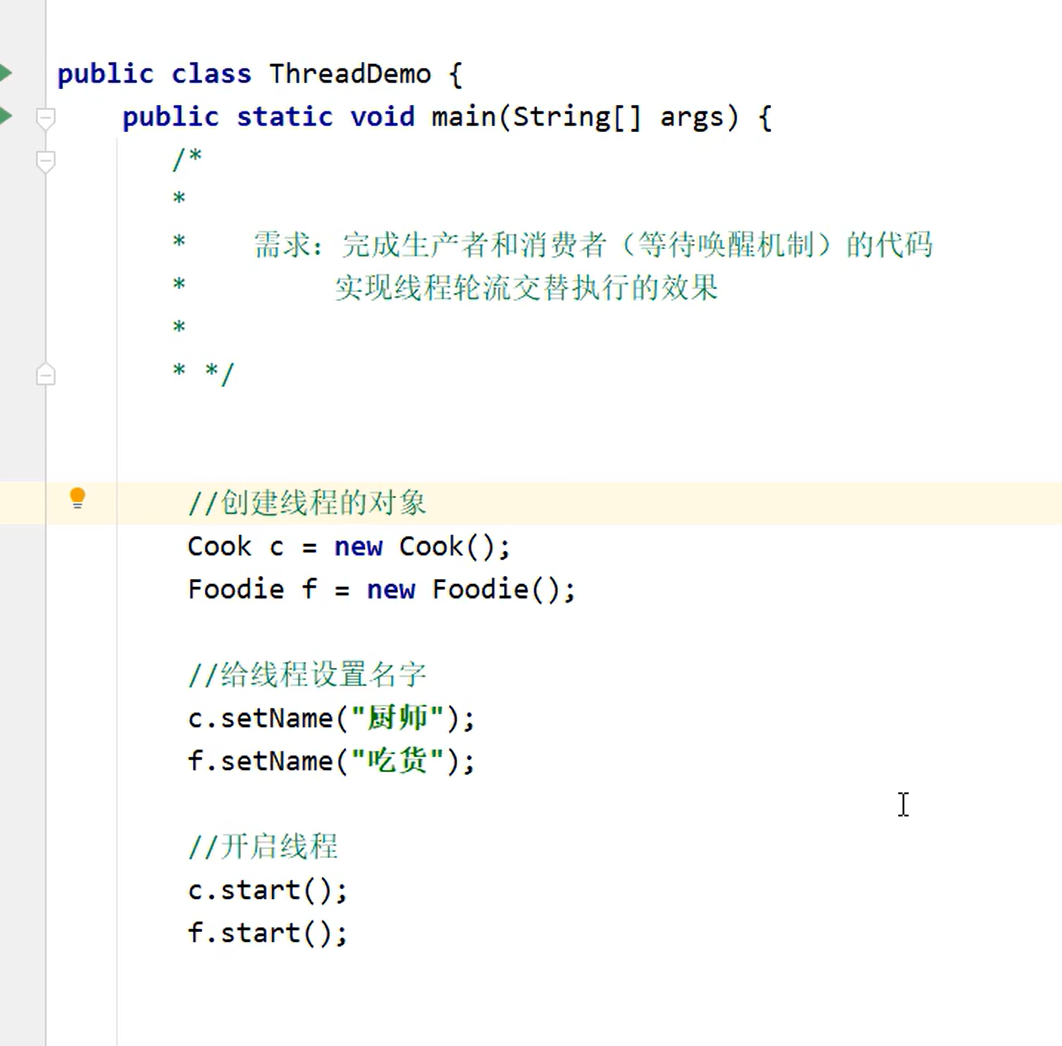 public class ThreadDemo {
public static void main(String[] args) {
/*
*
* 需求：完成生产者和消费者（等待唤醒机制）的代码
* 实现线程轮流交替执行的效果
*
* */
//创建线程的对象
Cook c = new Cook();
Foodie f = new Foodie();
//给线程设置名字
c.setName("厨师");
f.setName("吃货");
//开启线程
c.start();
f.start();